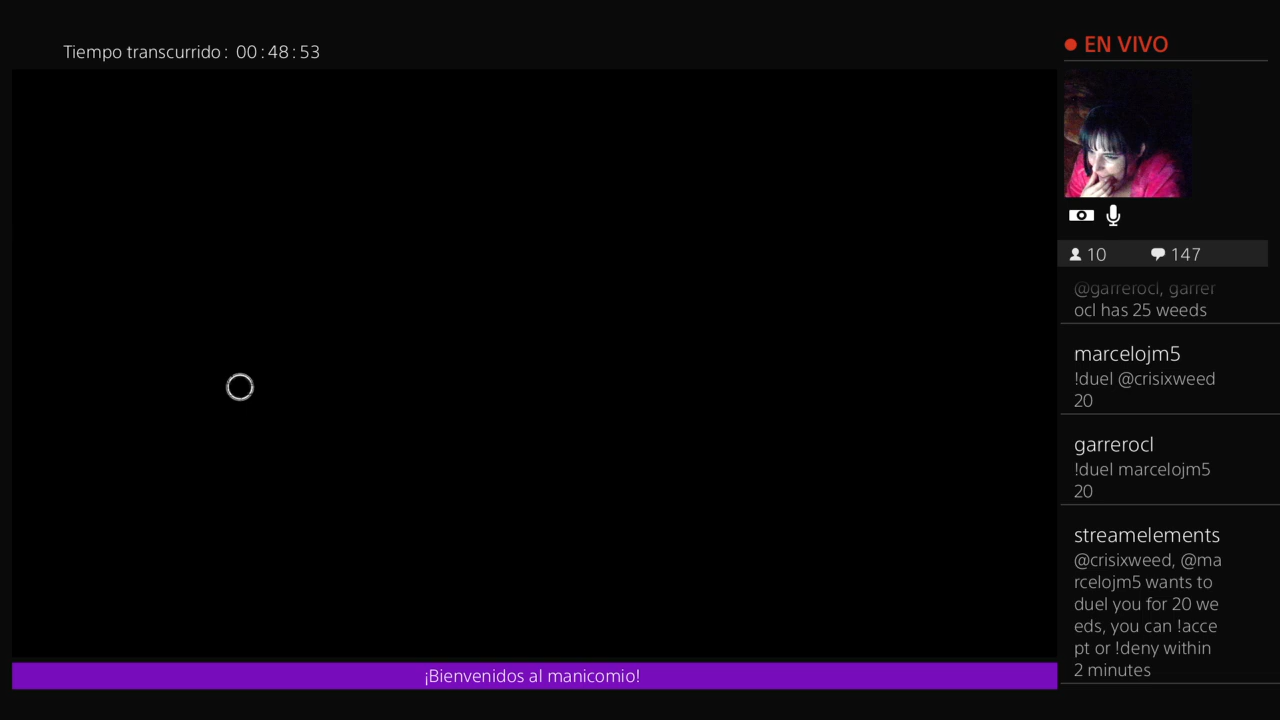 Tiempo transcurrido: 00:48:53
EN VIVO
10 147
@garrerocl, garrer
ocl has 25 weeds
marcelojm5
!duel @crisixweed
20
garrerocl
!duel marcelojm5
20
streamelements
@crisixweed, @ma
rcelojm5 wants to
duel you for 20 we
eds, you can !acce
pt or !deny within
2 minutes
¡Bienvenidos al manicomio!